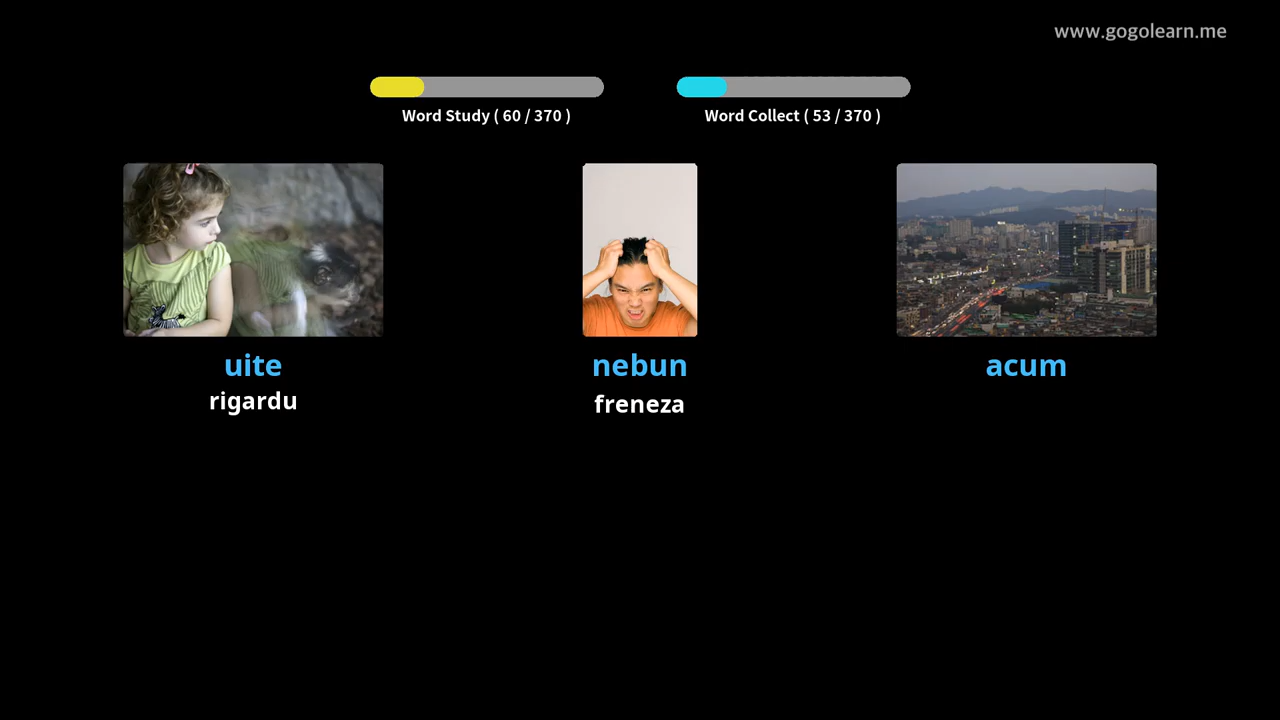 www.gogolearn.me
Word Study ( 60 / 370 )
Word Collect ( 53 / 370 )
uite
nebun
acum
rigardu
freneza